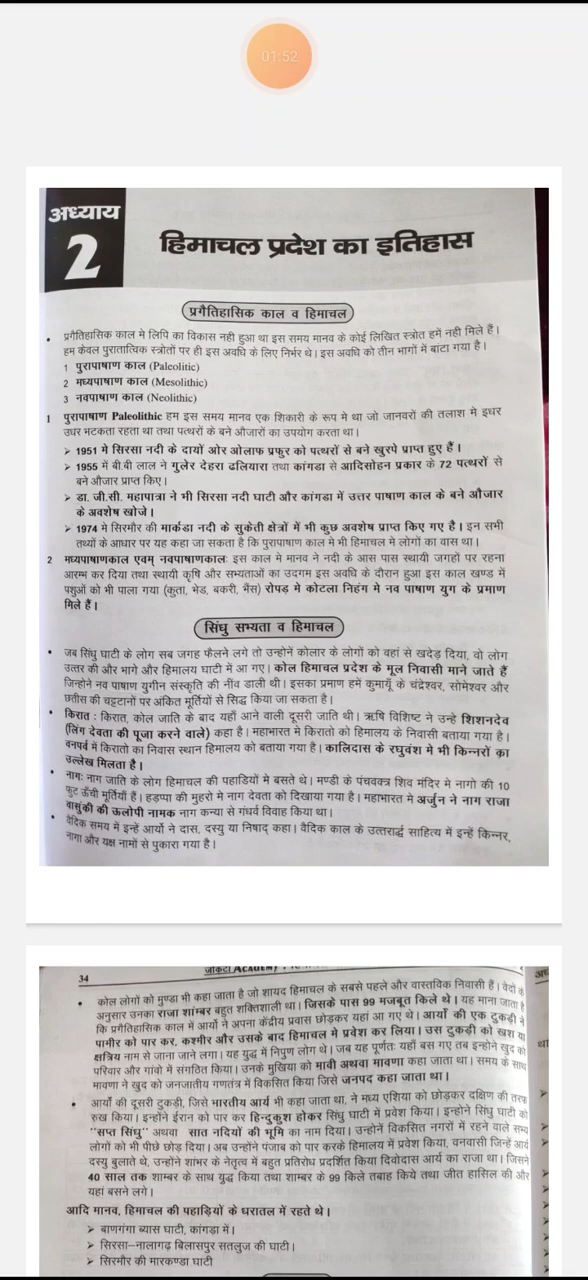 01:52
अध्याय
2
हिमाचल प्रदेश का इतिहास
प्रगैतिहासिक काल व हिमाचल
• प्रगैतिहासिक काल मे लिपि का विकास नही हुआ था इस समय मानव के कोई लिखित स्त्रोत हमें नही मिले हैं।
हम केवल पुरातात्विक स्त्रोतों पर ही इस अवधि के लिए निर्भर थे। इस अवधी को तीन भागों में बांटा गया है।
1 पुरापाषाण काल (Paleolitic)
2 मध्यपाषाण काल (Mesolithic)
3 नवपाषाण काल (Neolithic)
1 पुरापाषाण Paleolithic हम इस समय मानव एक शिकारी के रूप मे था जो जानवरों की तलाश मे इधर
उधर भटकता रहता था तथा पत्थरों के बने औजारों का उपयोग करता था।
➢ 1951 मे सिरसा नदी के दायों ओर ओलाफ प्रफुर को पत्थरों से बने खुरपे प्राप्त हुए हैं।
➢ 1955 में बी.बी लाल ने गुलेर देहरा ढलियारा तथा कांगडा से आदिसोहन प्रकार के 72 पत्थरों से
बने औजार प्राप्त किए।
➢ डा. जी.सी. महापात्रा ने भी सिरसा नदी घाटी और कांगडा में उत्तर पाषाण काल के बने औजार
के अवशेष खोजे।
➢ 1974 मे सिरमौर की मार्कडा नदी के सुकेती क्षेत्रों में भी कुछ अवशेष प्राप्त किए गए है। इन सभी
तथ्यों के आधार पर यह कहा जा सकता है कि पुरापाषाण काल मे भी हिमाचल मे लोगों का वास था।
2 मध्यपाषाणकाल एवम् नवपाषाणकालः इस काल मे मानव ने नदी के आस पास स्थायी जगहों पर रहना
आरम्भ कर दिया तथा स्थायी कृषि और सभ्यताओं का उदगम इस अवधि के दौरान हुआ इस काल खण्ड में
पशुओं को भी पाला गया (कुता, भेड, बकरी, भैंस) रोपड़ मे कोटला निहंग मे नव पाषाण युग के प्रमाण
मिले हैं।
सिंधु सभ्यता व हिमाचल
• जब सिंधु घाटी के लोग सब जगह फैलने लगे तो उन्होनें कोलार के लोगों को वहां से खदेड़ दिया, वो लोग
उत्तर की और भागे और हिमालय घाटी में आ गए। कोल हिमाचल प्रदेश के मूल निवासी माने जाते हैं
जिन्होने नव पाषाण युगीन संस्कृति की नींव डाली थी। इसका प्रमाण हमें कुमायूँ के चंद्रेश्वर, सोमेश्वर और
छतीस की चट्टटानों पर अंकित मूर्तियों से सिद्ध किया जा सकता है।
• किरात : किरात, कोल जाति के बाद यहाँ आने वाली दूसरी जाति थी। ऋषि विशिष्ट ने उन्हे शिशनदेव
(लिंग देवता की पूजा करने वाले) कहा है। महाभारत मे किरातो को हिमालय के निवासी बताया गया है।
वनपर्व में किरातो का निवास स्थान हिमालय को बताया गया है। कालिदास के रघुवंश मे भी किन्नरों का
उल्लेख मिलता है।
• नागः नाग जाति के लोग हिमाचल की पहाडियों मे बसते थे। मण्डी के पंचवक्त्र शिव मंदिर मे नागो की 10
फुट ऊँची मूर्तियाँ हैं। हड़प्पा की मुहरो मे नाग देवता को दिखाया गया है। महाभारत मे अर्जुन ने नाग राजा
वासुंकी की ऊलोपी नामक नाग कन्या से गंधर्व विवाह किया था।
• वैदिक समय में इन्हें आर्यो ने दास, दस्यु या निषाद् कहा। वैदिक काल के उत्तरार्द्ध साहित्य में इन्हें किन्नर,
नागा और यक्ष नामों से पुकारा गया है।
34
ACADEMY
• कोल लोगों को मुण्डा भी कहा जाता है जो शायद हिमाचल के सबसे पहले और वास्तविक निवासी हैं। वेदो के
अनुसार उनका राजा शांम्बर बहुत शक्तिशाली था। जिसके पास 99 मजबूत किले थे। यह माना जाता है
कि प्रगैतिहासिक काल में आर्यो ने अपना केंद्रीय प्रवास छोड़कर यहां आ गए थे। आर्यों की एक टुकड़ी ने
पामीर को पार कर, कश्मीर और उसके बाद हिमाचल मे प्रवेश कर लिया। उस टुकड़ी को खश या
क्षत्रिय नाम से जाना जाने लगा। यह युद्ध में निपुण लोग थे। जब यह पूर्णतः यहाँ बस गए तब इन्होने खुद को
परिवार और गांवो मे संगठित किया। उनके मुखिया को मावी अथवा मावणा कहा जाता था। समय के साथ
मावणा ने खुद को जनजातीय गणतंत्र में विकसित किया जिसे जनपद कहा जाता था।
• आर्यो की दूसरी टुकड़ी, जिसे भारतीय आर्य भी कहा जाता था, ने मध्य एशिया को छोड़कर दक्षिण की तरफ
रुख किया। इन्होंने ईरान को पार कर हिन्दुकुश होकर सिंधु घाटी में प्रवेश किया। इन्होने सिंधु घाटी को
"सप्त सिंधु" अथवा सात नदियों की भूमि का नाम दिया। उन्होनें विकसित नगरों में रहने वाले सभ्य
लोगों को भी पीछे छोड़ दिया। अब उन्होंने पंजाब को पार करके हिमालय में प्रवेश किया, वनवासी जिन्हें आर्य
दस्यु बुलाते थे, उन्होंने शांभर के नेतृत्व में बहुत प्रतिरोध प्रदर्शित किया दिवोदास आर्य का राजा था। जिसने
40 साल तक शाम्बर के साथ युद्ध किया तथा शाम्बर के 99 किले तबाह किये तथा जीत हासिल की और
यहां बसने लगे।
आदि मानव, हिमाचल की पहाड़ियों के धरातल में रहते थे।
➢ बाणगंगा ब्यास घाटी, कांगड़ा में।
➢ सिरसा–नालागढ़ बिलासपुर सतलुज की घाटी।
➢ सिरमौर की मारकण्डा घाटी